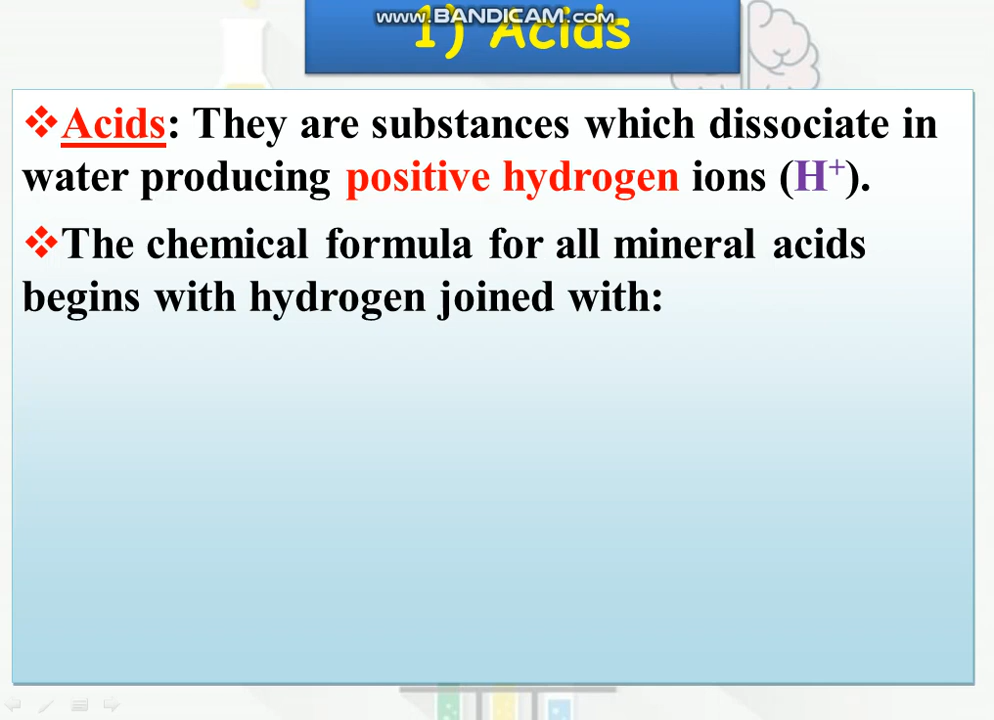 www.BANDICAM.com
1) Acids
❖Acids: They are substances which dissociate in
water producing positive hydrogen ions (H⁺).
❖The chemical formula for all mineral acids
begins with hydrogen joined with: